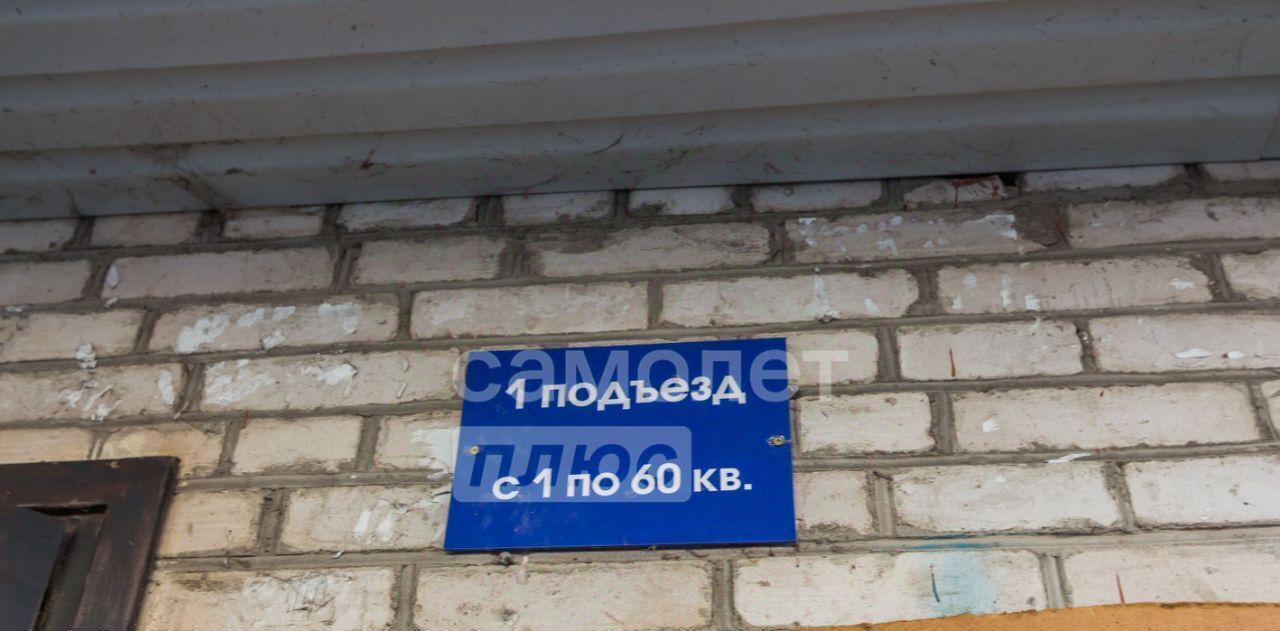 самолет
1 подъезд
плюс
с 1 по 60 кв.